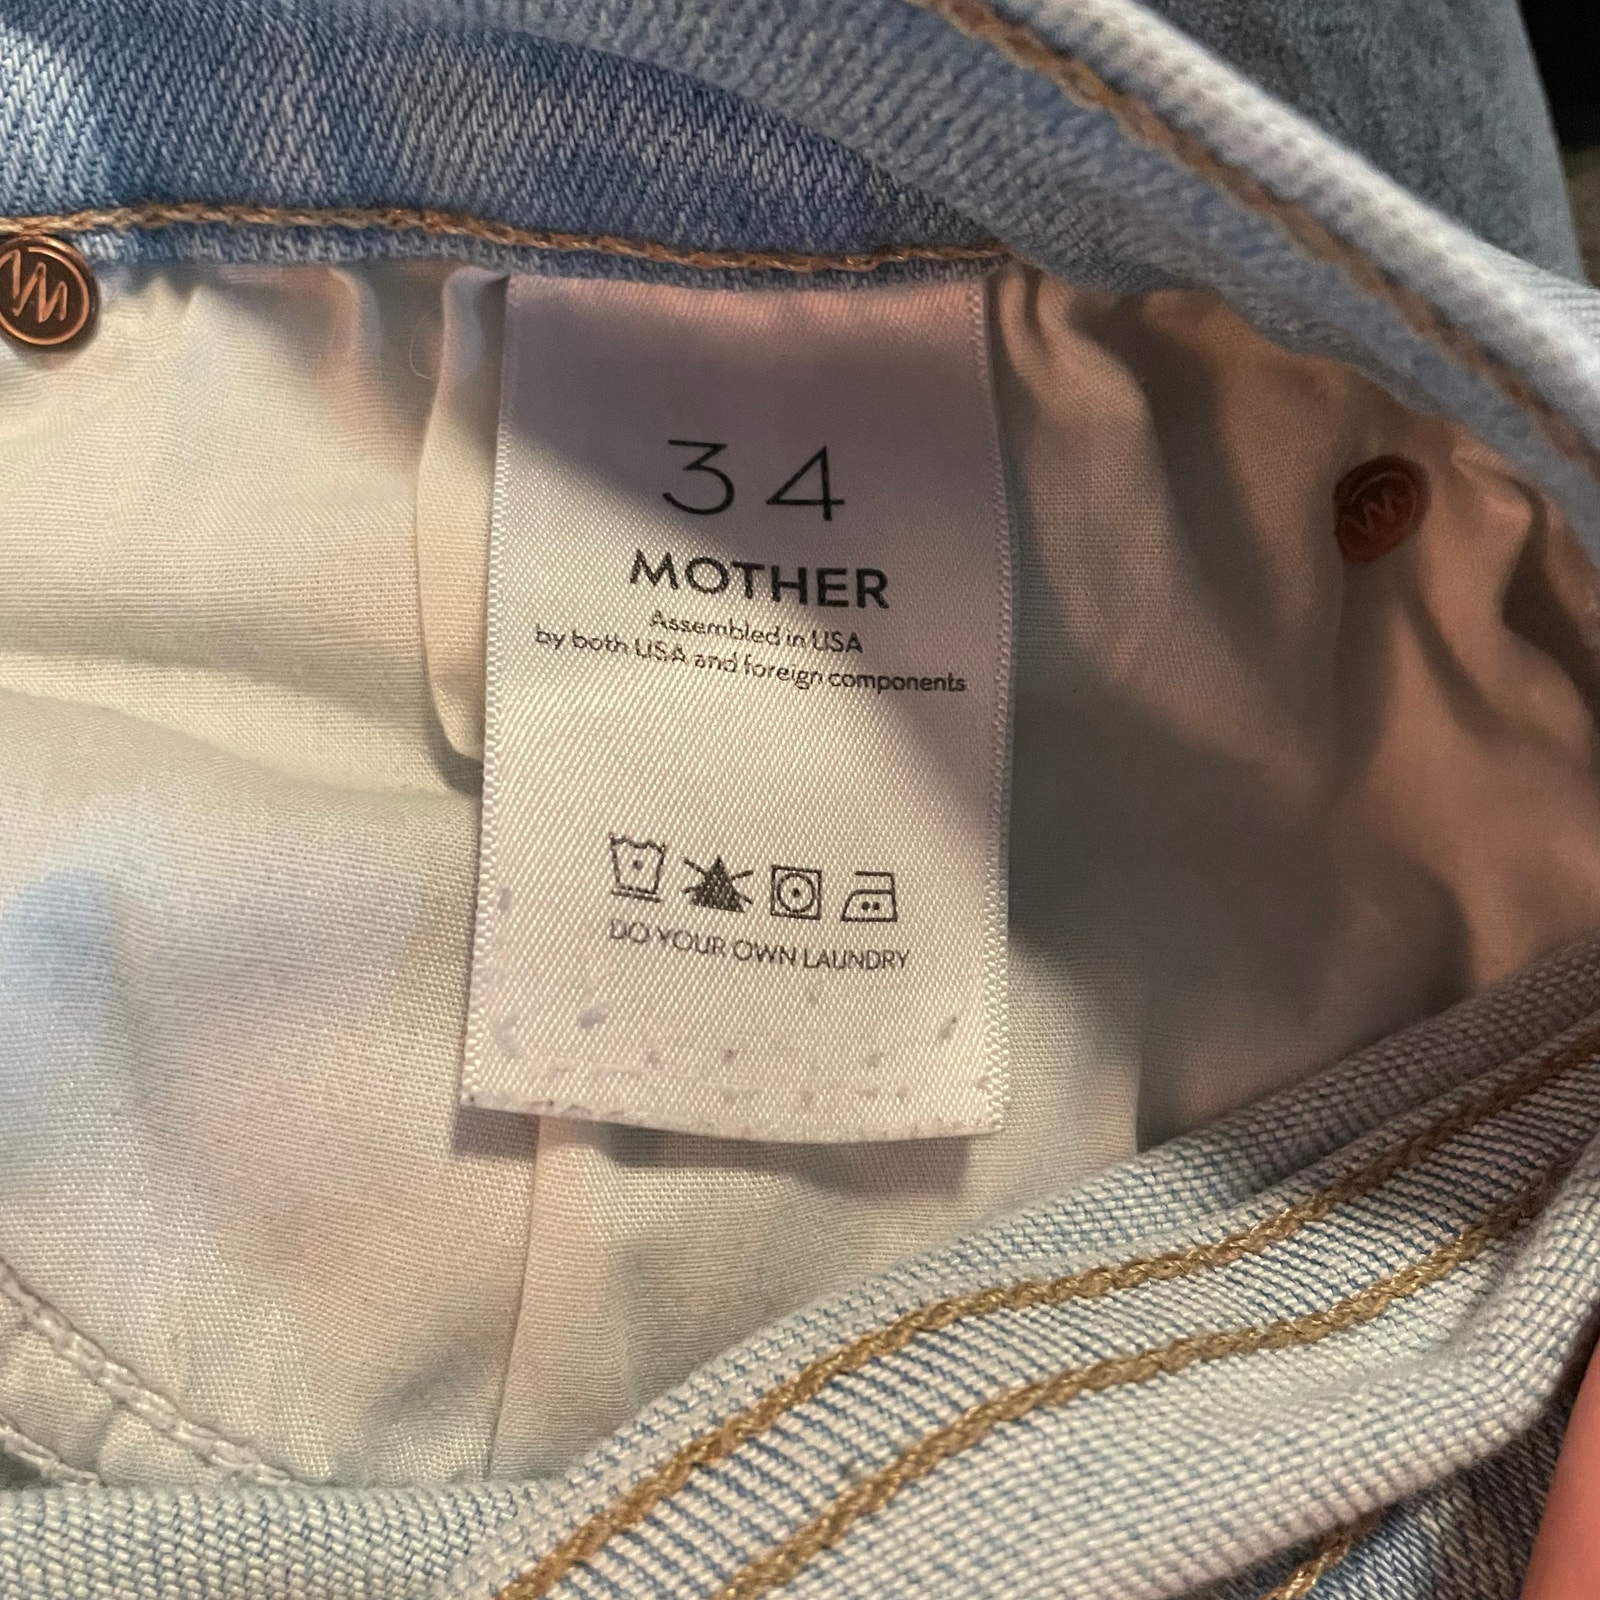 34
MOTHER
Assembled in USA
by both USA and foreign components
DO YOUR OWN LAUNDRY